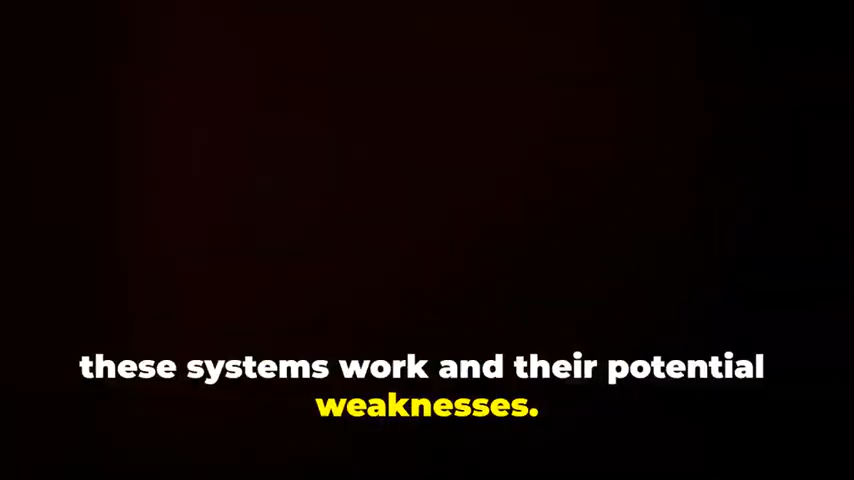 these systems work and their potential
weaknesses.